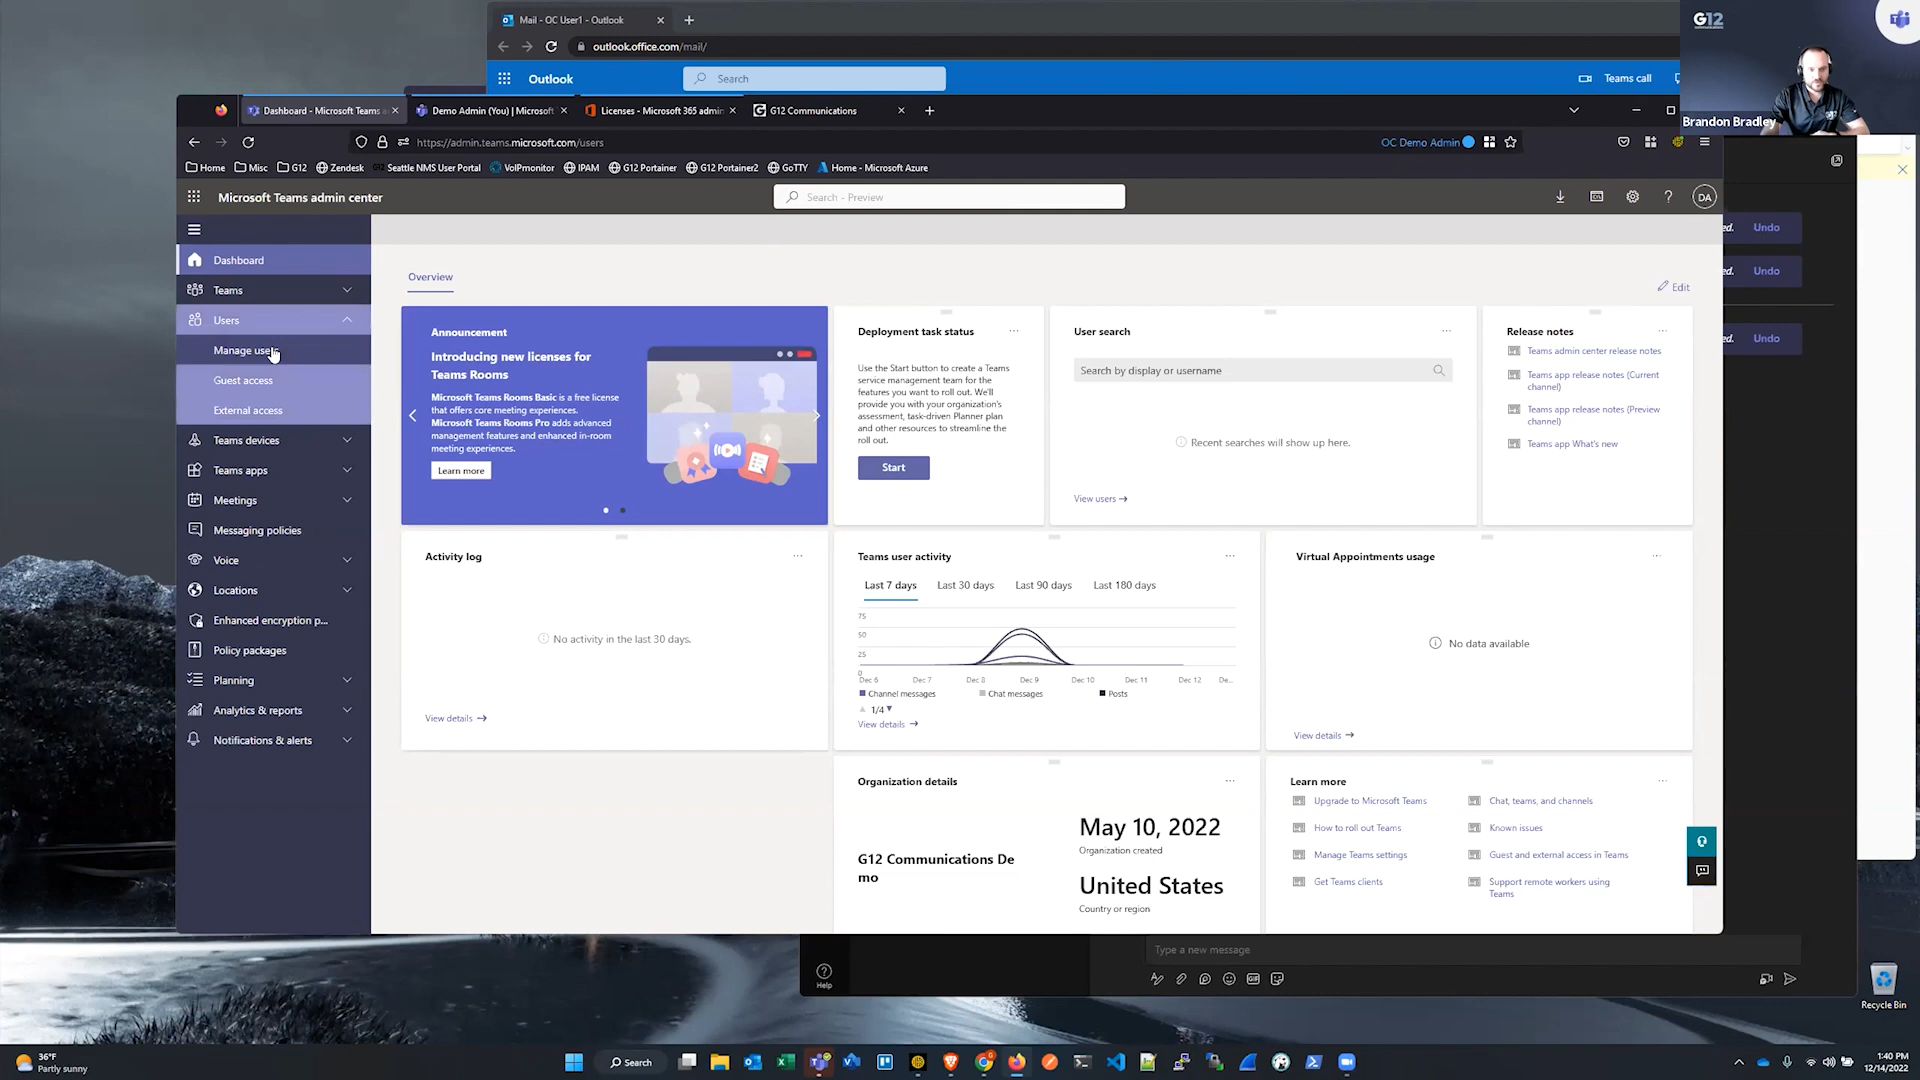 Mail - OC User1 - Outlook
outlook.office.com/mail/
Outlook
Search
Teams call
G12
Brandon Bradley
Dashboard - Microsoft Teams a
Demo Admin (You) | Microsoft
Licenses - Microsoft 365 admin
G12 Communications
https://admin.teams.microsoft.com/users
OC Demo Admin
Home
Misc
G12
Zendesk
Seattle NMS User Portal
VoIPmonitor
IPAM
G12 Portainer
G12 Portainer2
GoTTY
Home - Microsoft Azure
Microsoft Teams admin center
Search - Preview
DA
Dashboard
Teams
Users
Manage users
Guest access
External access
Teams devices
Teams apps
Meetings
Messaging policies
Voice
Locations
Enhanced encryption p...
Policy packages
Planning
Analytics & reports
Notifications & alerts
Overview
Edit
Announcement
Introducing new licenses for
Teams Rooms
Microsoft Teams Rooms Basic is a free license
that offers core meeting experiences.
Microsoft Teams Rooms Pro adds advanced
management features and enhanced in-room
meeting experiences.
Learn more
Deployment task status
Use the Start button to create a Teams
service management team for the
features you want to roll out. We'll
provide you with your organization's
assessment, task-driven Planner plan
and other resources to streamline the
roll out.
Start
User search
Search by display or username
Recent searches will show up here.
View users
Release notes
Teams admin center release notes
Teams app release notes (Current
channel)
Teams app release notes (Preview
channel)
Teams app What's new
Activity log
No activity in the last 30 days.
View details
Teams user activity
Last 7 days
Last 30 days
Last 90 days
Last 180 days
75
50
25
0
Dec 6
Dec 7
Dec 8
Dec 9
Dec 10
Dec 11
Dec 12
De...
Channel messages
Chat messages
Posts
1/4
View details
Virtual Appointments usage
No data available
View details
Organization details
G12 Communications De
mo
May 10, 2022
Organization created
United States
Country or region
Learn more
Upgrade to Microsoft Teams
How to roll out Teams
Manage Teams settings
Get Teams clients
Chat, teams, and channels
Known issues
Guest and external access in Teams
Support remote workers using
Teams
ed.
Undo
ed.
Undo
ed.
Undo
Help
Type a new message
Recycle Bin
36°F
Partly sunny
Search
1:40 PM
12/14/2022